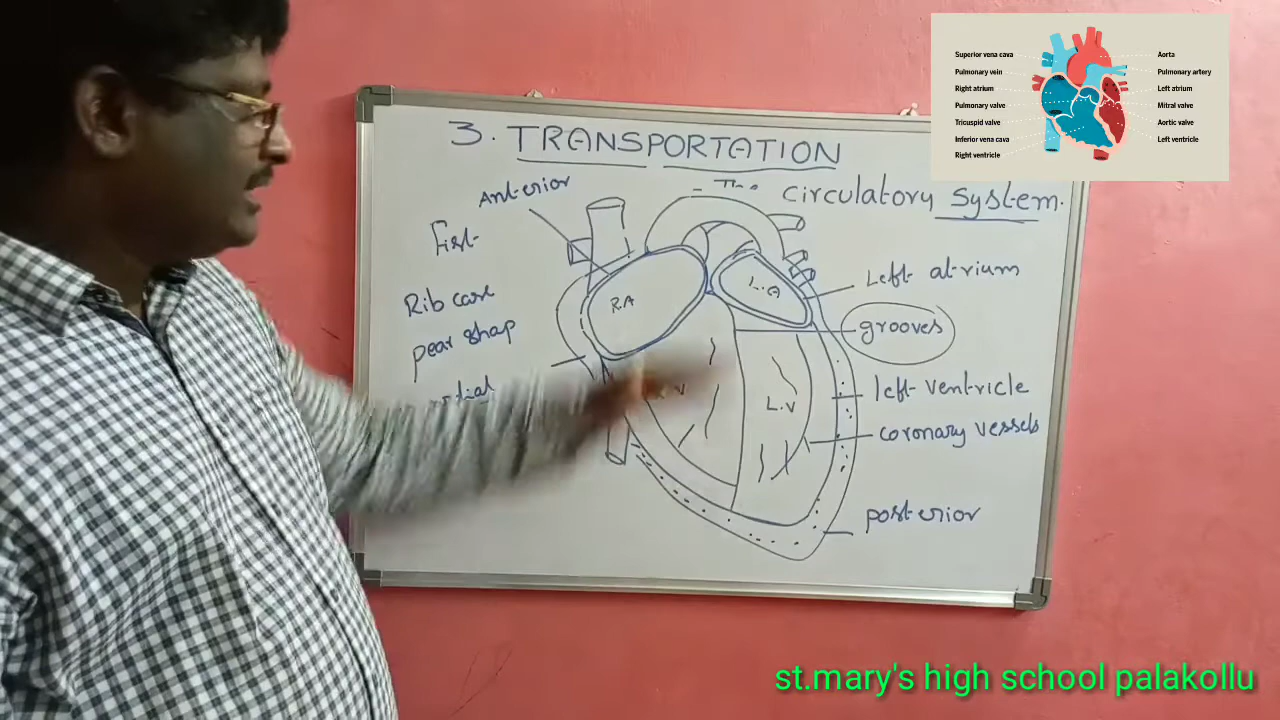 3. TRANSPORTATION
- The Circulatory System.
Anterior
Fist
Rib case
pear shap
R.A
L.A
L.V
V
Left atrium
grooves
left ventricle
coronary vessels
posterior
Superior vena cava
Pulmonary vein
Right atrium
Pulmonary valve
Tricuspid valve
Inferior vena cava
Right ventricle
Aorta
Pulmonary artery
Left atrium
Mitral valve
Aortic valve
Left ventricle
st.mary's high school palakollu